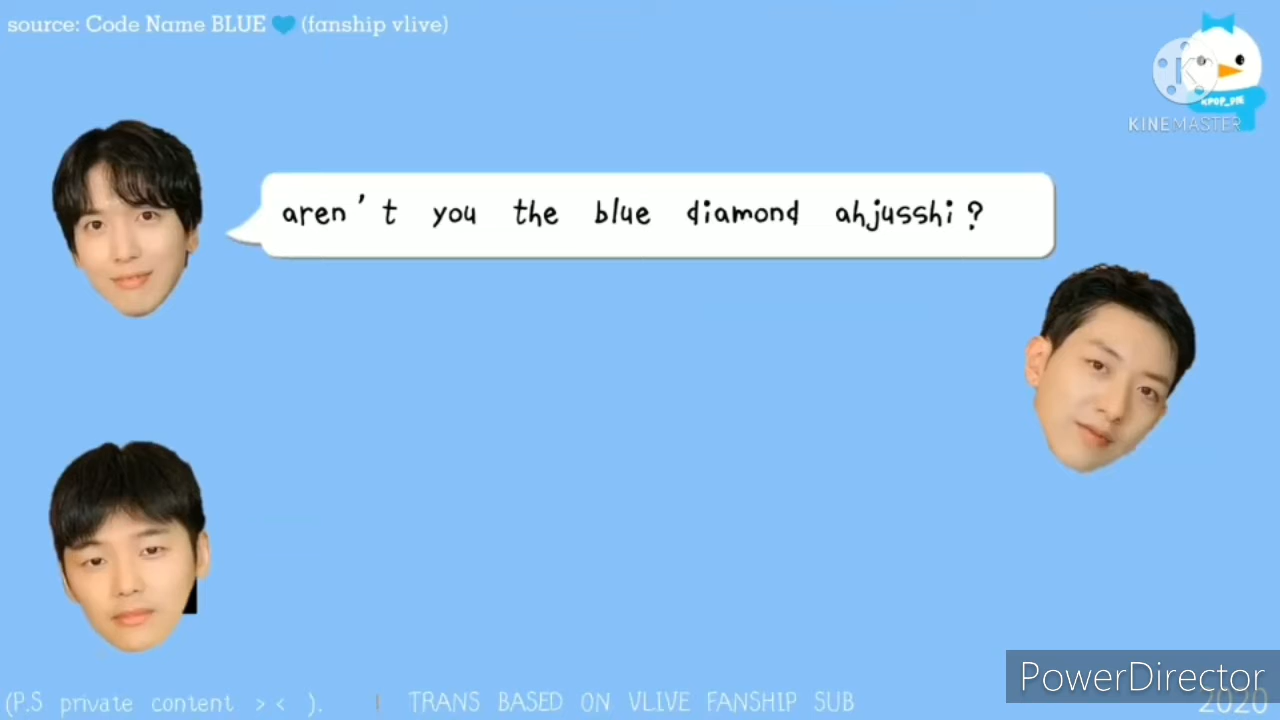 source: Code Name BLUE (fanship vlive)
KPOP_PIE
KINEMASTER
aren't you the blue diamond ahjusshi?
PowerDirector
(P.S private content >< ). | TRANS BASED ON VLIVE FANSHIP SUB
2020